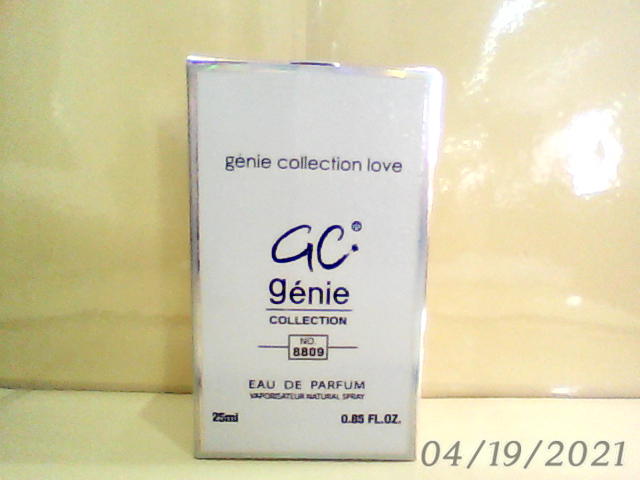 génie collection love
GC®
génie
COLLECTION
NO.
8809
EAU DE PARFUM
VAPORISATEUR NATURAL SPRAY
25ml 0.85 FL.OZ.
04/19/2021